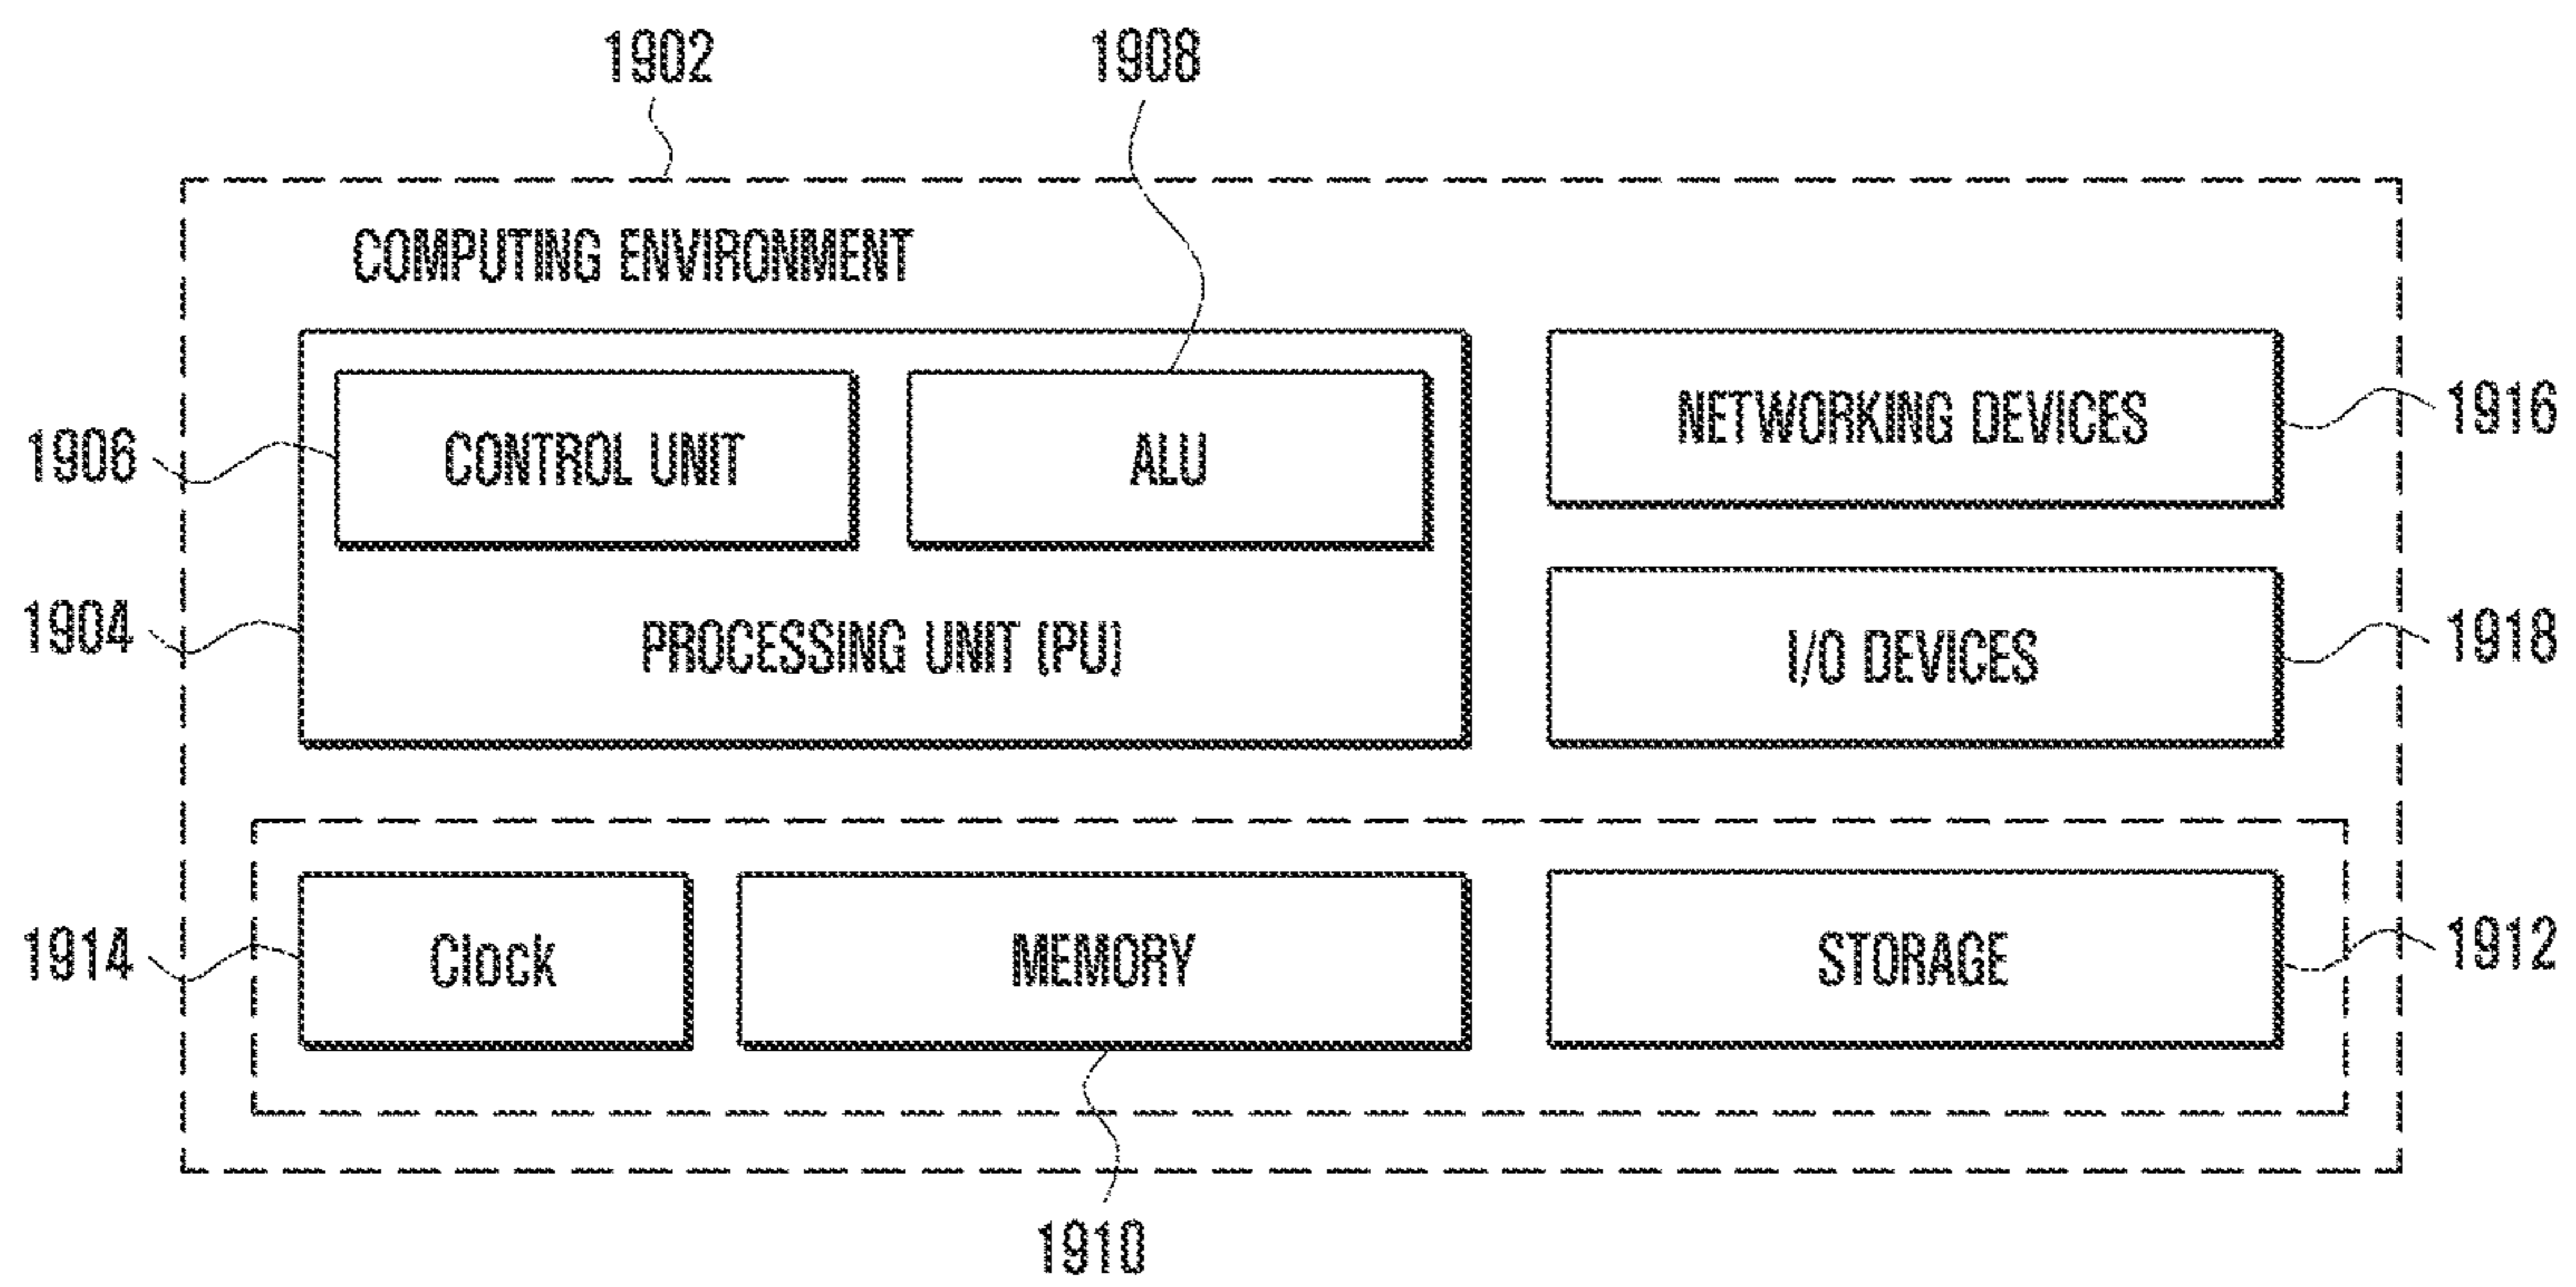 1902
1908
COMPUTING ENVIRONMENT
1906
CONTROL UNIT
ALU
NETWORKING DEVICES
1916
1904
PROCESSING UNIT (PU)
I/O DEVICES
1918
1914
Clock
MEMORY
STORAGE
1912
1910